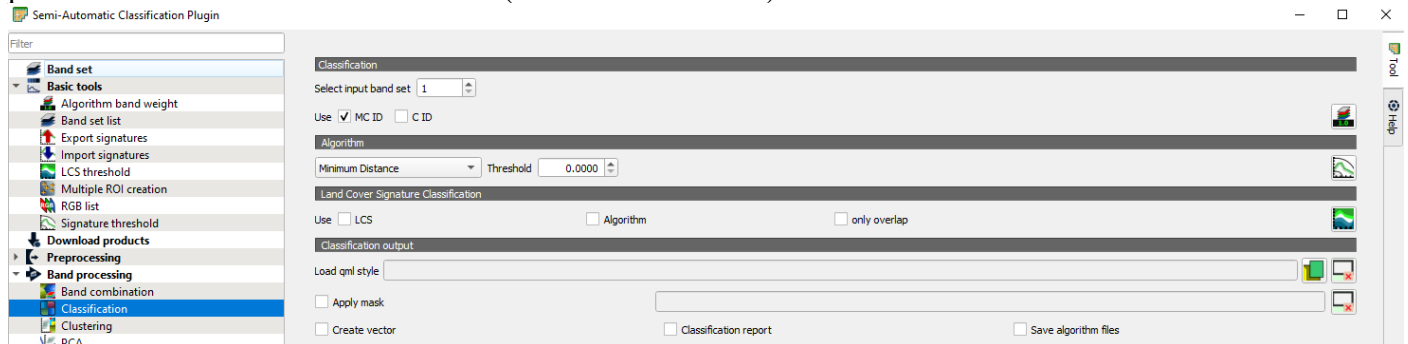 Semi-Automatic Classification Plugin
Filter
Band set
Basic tools
Algorithm band weight
Band set list
Export signatures
Import signatures
LCS threshold
Multiple ROI creation
RGB list
Signature threshold
Download products
Preprocessing
Band processing
Band combination
Classification
Clustering
PCA
Classification
Select input band set 1
Use MC ID C ID
1.0
Algorithm
Minimum Distance Threshold 0.0000
Land Cover Signature Classification
Use LCS Algorithm only overlap
Classification output
Load qml style
Apply mask
Create vector Classification report Save algorithm files
Tool
Help